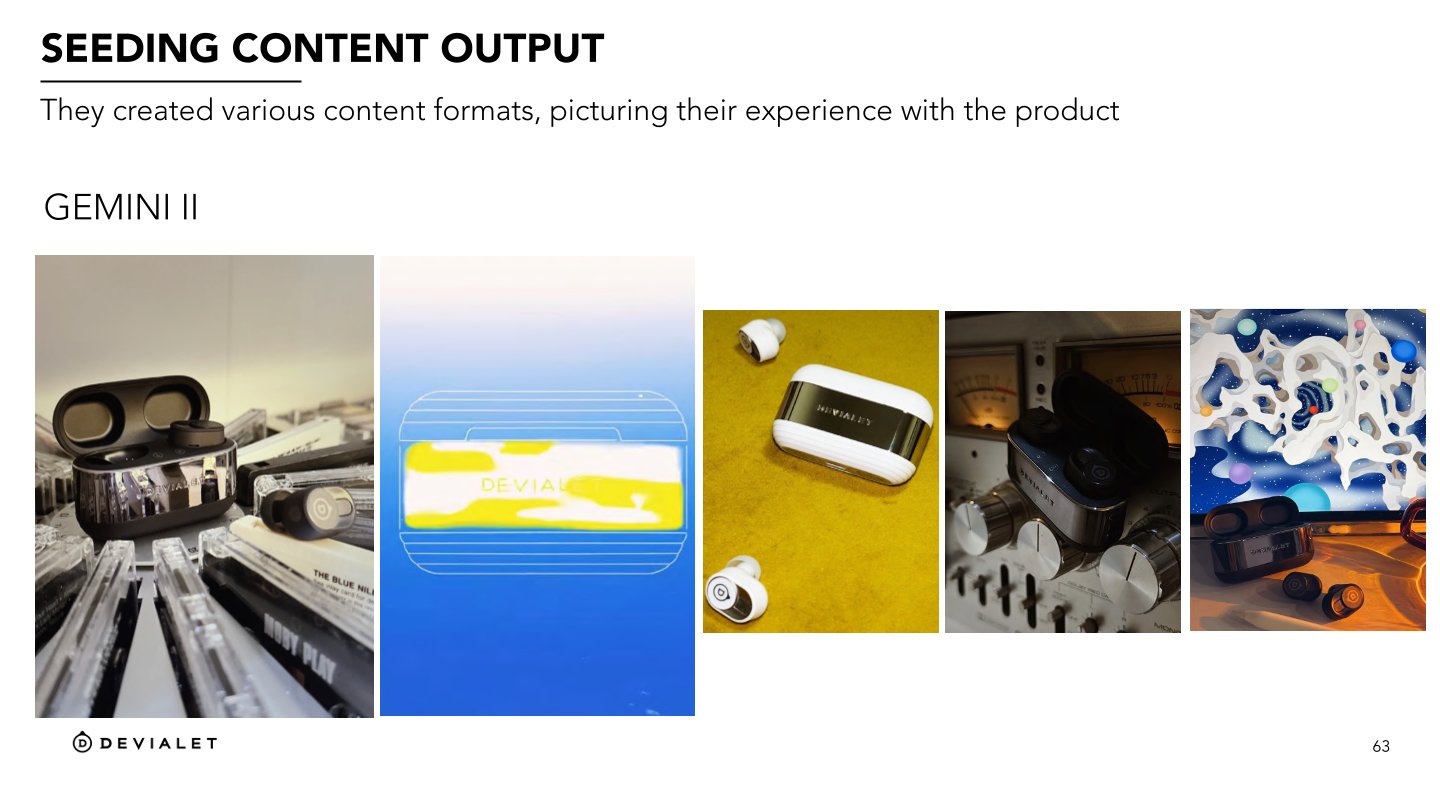 SEEDING CONTENT OUTPUT
They created various content formats, picturing their experience with the product
GEMINI II
DEVIALET
THE BLUE NIL
MOBY PLAY
DEVIALET
DEVIALET
DEVIALET
DEVIALET
DEVIALET
63